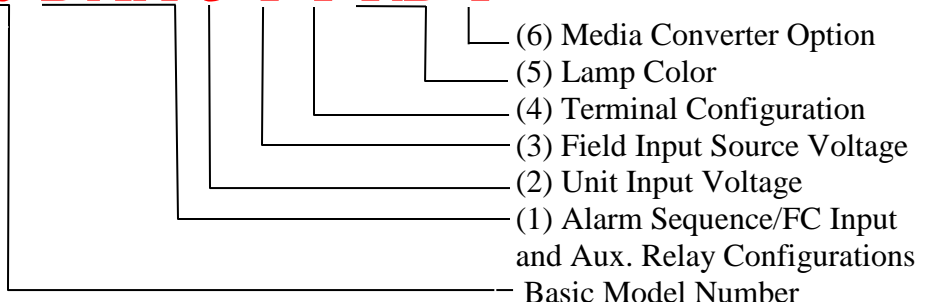 (6) Media Converter Option
(5) Lamp Color
(4) Terminal Configuration
(3) Field Input Source Voltage
(2) Unit Input Voltage
(1) Alarm Sequence/FC Input
and Aux. Relay Configurations
Basic Model Number